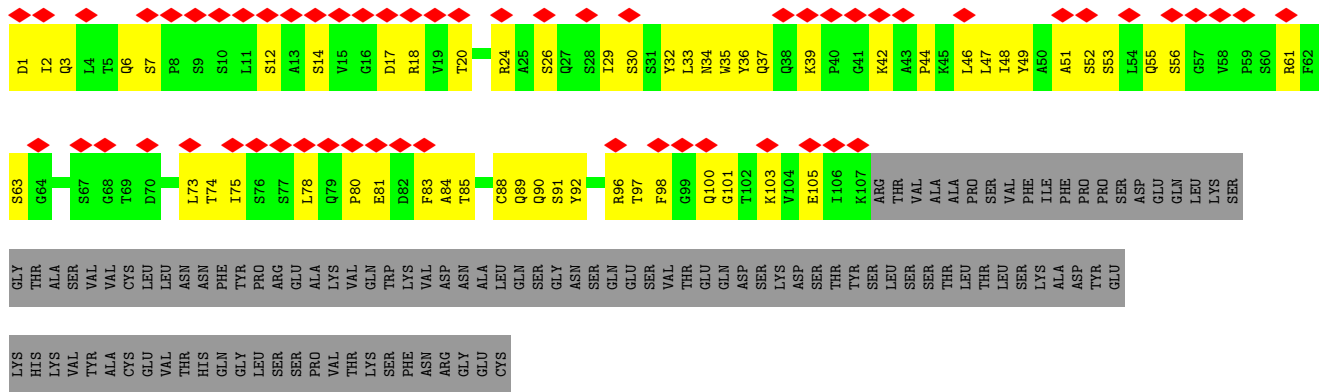 D1 I2 Q3 L4 T5 Q6 S7 P8 S9 S10 L11 S12 A13 S14 V15 G16 D17 R18 V19 T20 R24 A25 S26 Q27 S28 I29 S30 S31 Y32 L33 N34 W35 Y36 Q37 Q38 K39 P40 G41 K42 A43 P44 K45 L46 L47 I48 Y49 A50 A51 S52 S53 L54 Q55 S56 G57 V58 P59 S60 R61 F62
S63 G64 S67 G68 T69 D70 L73 T74 I75 S76 S77 L78 Q79 P80 E81 D82 F83 A84 T85 C88 Q89 Q90 S91 Y92 R96 T97 F98 G99 Q100 G101 T102 K103 V104 E105 I106 K107 ARG THR VAL ALA ALA PRO SER VAL PHE ILE PHE PRO PRO SER ASP GLU GLN LEU LYS SER
GLY THR ALA SER VAL VAL CYS LEU LEU ASN ASN PHE TYR PRO ARG GLU ALA LYS VAL GLN TRP LYS VAL ASP ASN ALA LEU GLN SER GLY ASN SER GLN GLU SER VAL THR GLU GLN ASP SER LYS ASP SER THR TYR SER LEU SER SER THR LEU THR LEU SER LYS ALA ASP TYR GLU
LYS HIS LYS VAL TYR ALA CYS GLU VAL THR HIS GLN GLY LEU SER SER PRO VAL THR LYS SER PHE ASN ARG GLY GLU CYS